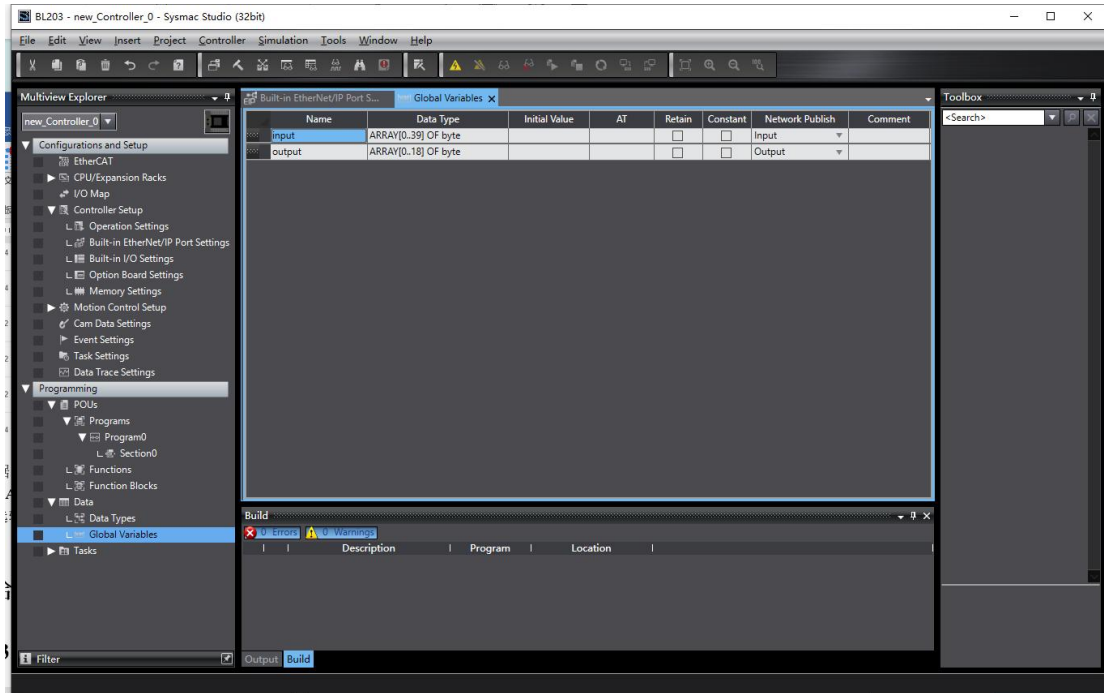 BL203 - new_Controller_0 - Sysmac Studio (32bit)
File Edit View Insert Project Controller Simulation Tools Window Help
Multiview Explorer
new_Controller_0
Configurations and Setup
EtherCAT
CPU/Expansion Racks
I/O Map
Controller Setup
Operation Settings
Built-in EtherNet/IP Port Settings
Built-in I/O Settings
Option Board Settings
Memory Settings
Motion Control Setup
Cam Data Settings
Event Settings
Task Settings
Data Trace Settings
Programming
POUs
Programs
Program0
Section0
Functions
Function Blocks
Data
Data Types
Global Variables
Tasks
Filter
Built-in EtherNet/IP Port S... Global Variables
Name Data Type Initial Value AT Retain Constant Network Publish Comment
input ARRAY[0..39] OF byte Input
output ARRAY[0..18] OF byte Output
Build
0 Errors 0 Warnings
Description Program Location
Output Build
Toolbox
<Search>